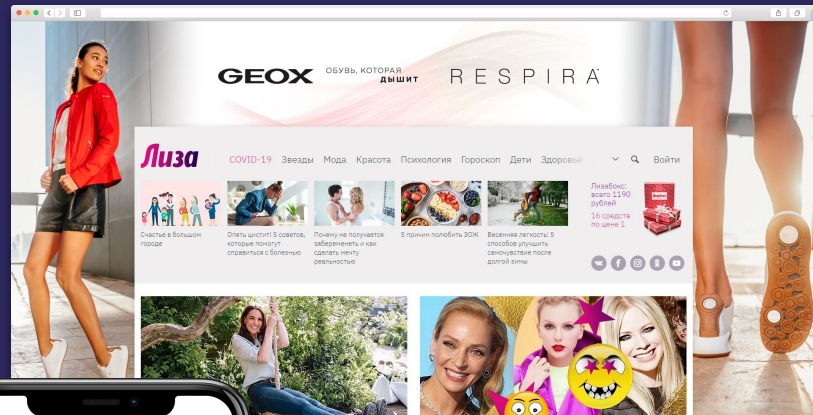 GEOX
ОБУВЬ, КОТОРАЯ
ДЫШИТ
RESPIRA
Лиза
COVID-19 Звезды Мода Красота Психология Гороскоп Дети Здоровье
Войти
Счастье в большом
городе
Опять цистит! 5 советов,
которые помогут
справиться с болезнью
Почему не получается
забеременеть и как
сделать мечту
реальностью
5 причин полюбить ЗОЖ
Весенняя легкость: 5
способов улучшить
самочувствие после
долгой зимы
Лизабокс:
всего 1190
рублей
16 средств
по цене 1